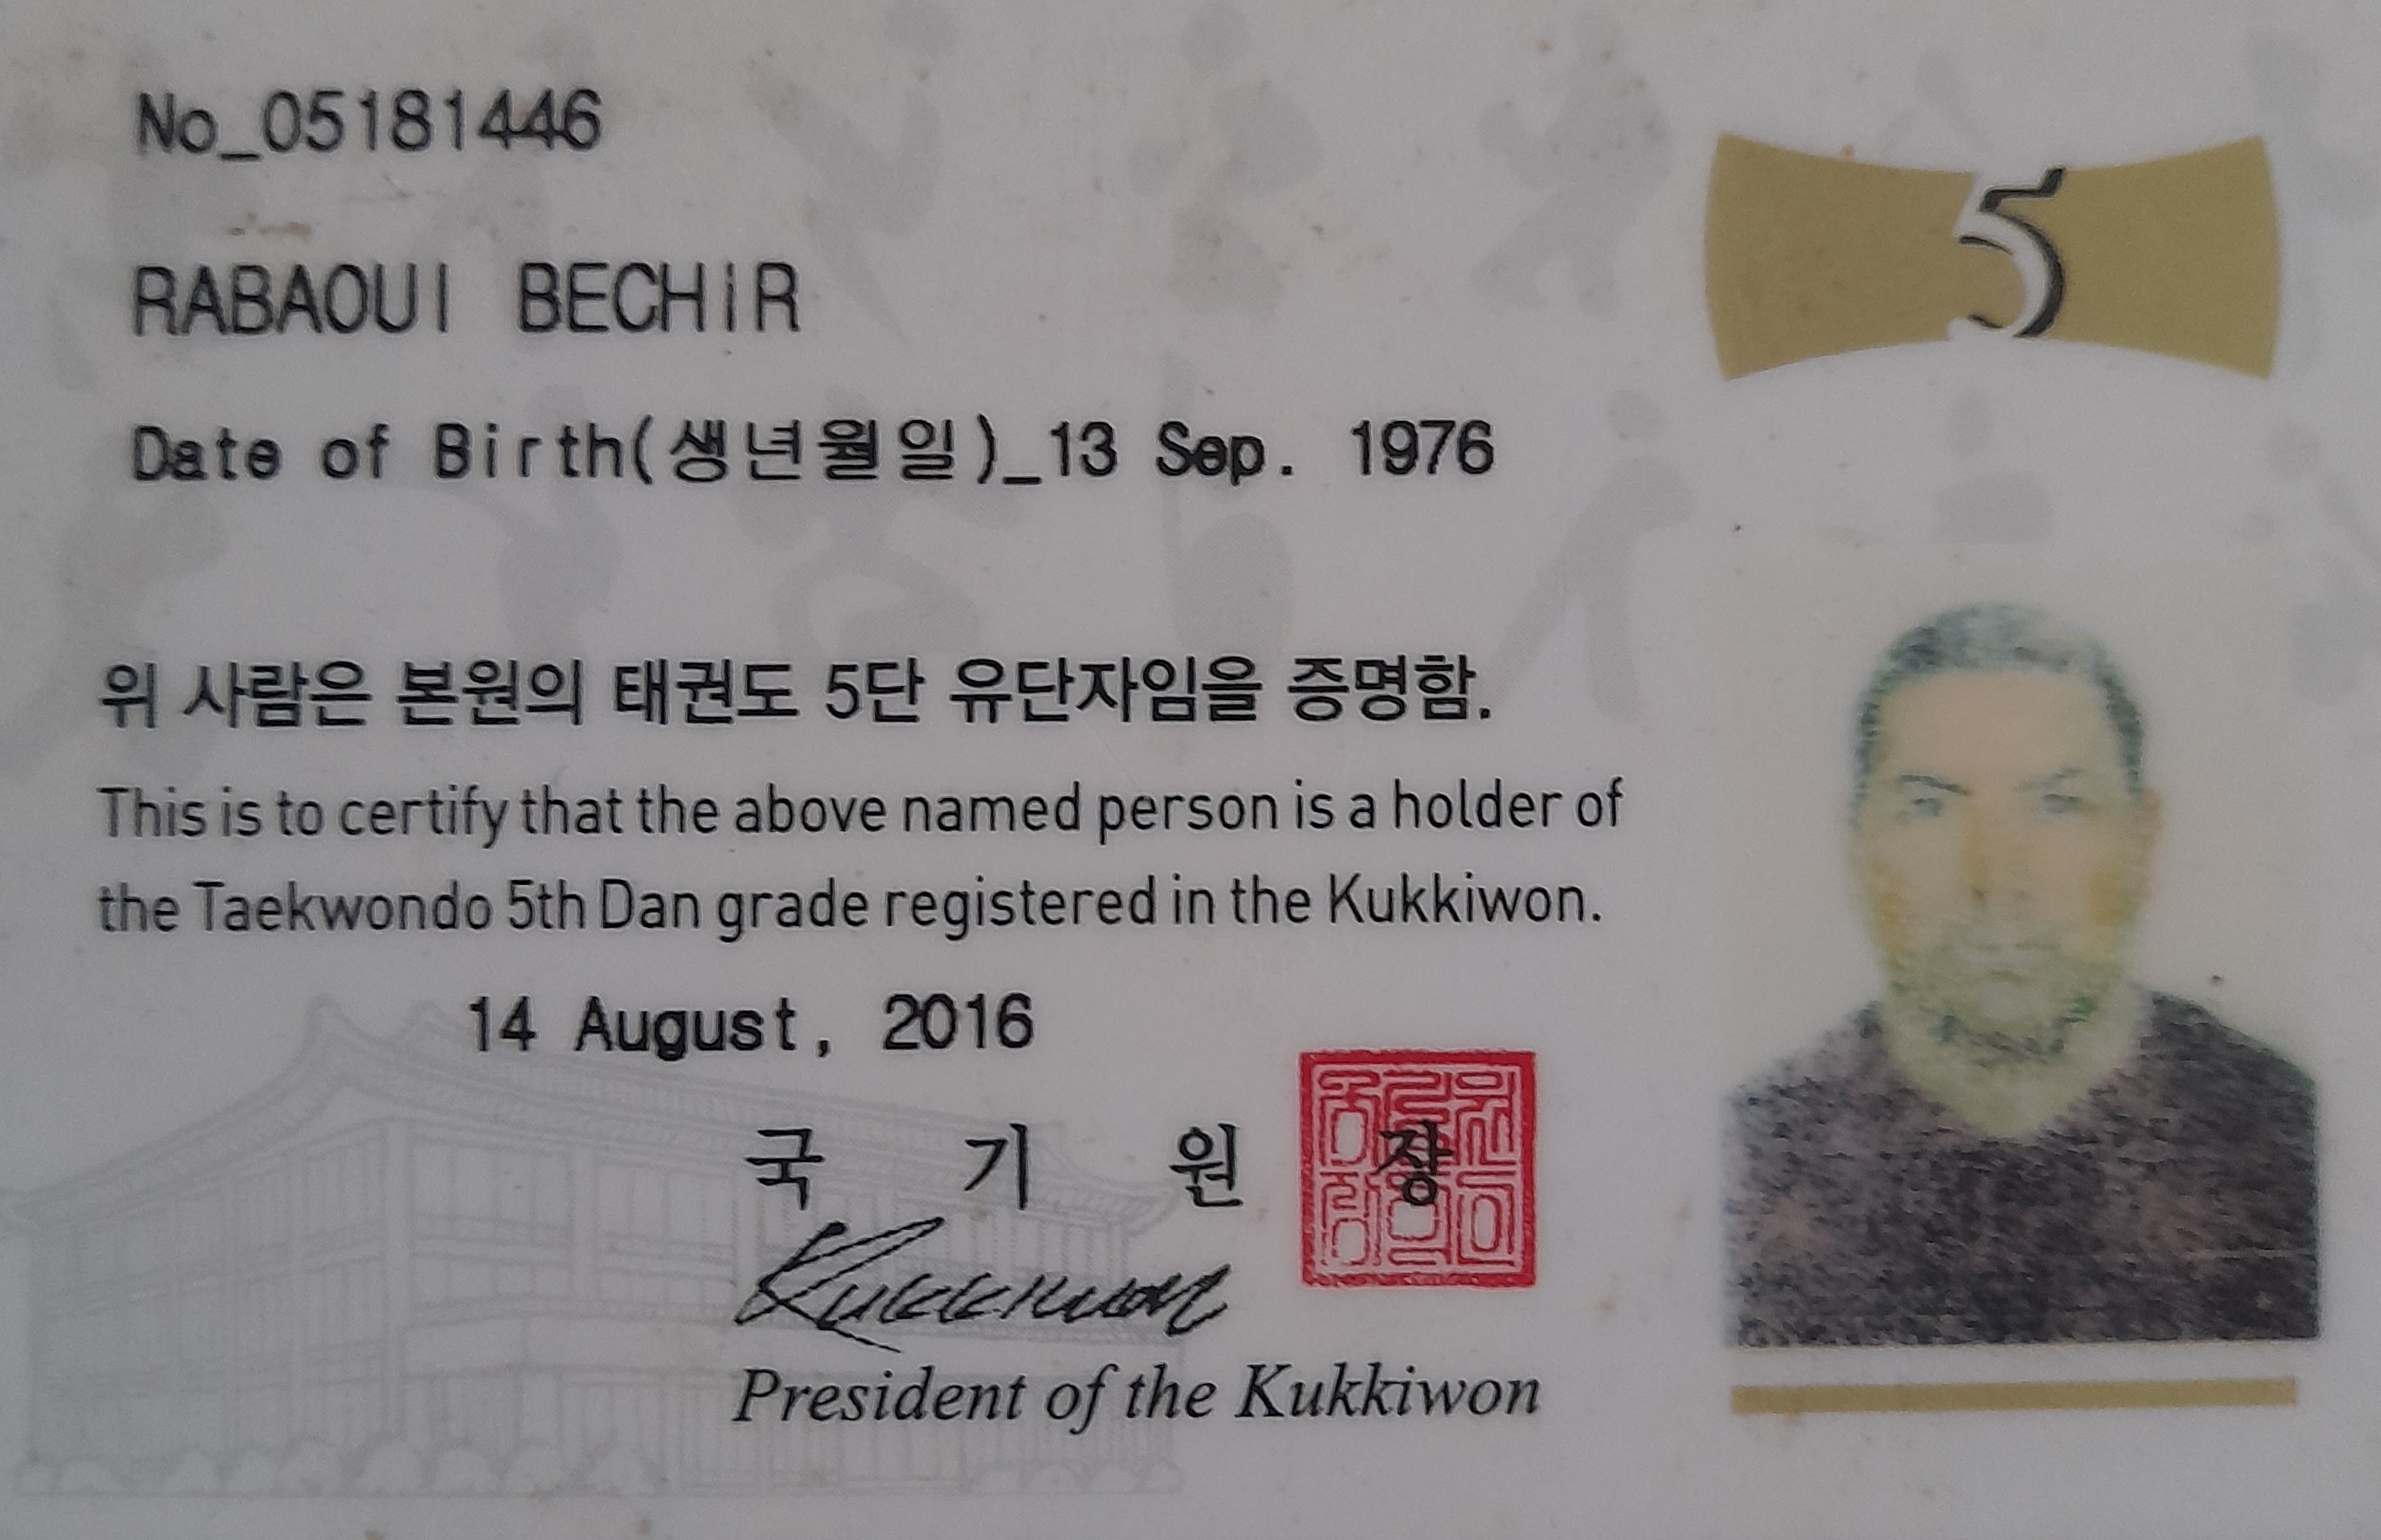 No_05181446
5
RABAOUI BECHiR
Date of Birth(생년월일)_13 Sep. 1976
위 사람은 본원의 태권도 5단 유단자임을 증명함.
This is to certify that the above named person is a holder of
the Taekwondo 5th Dan grade registered in the Kukkiwon.
14 August, 2016
국 기 원 장
Kukkiwon
President of the Kukkiwon